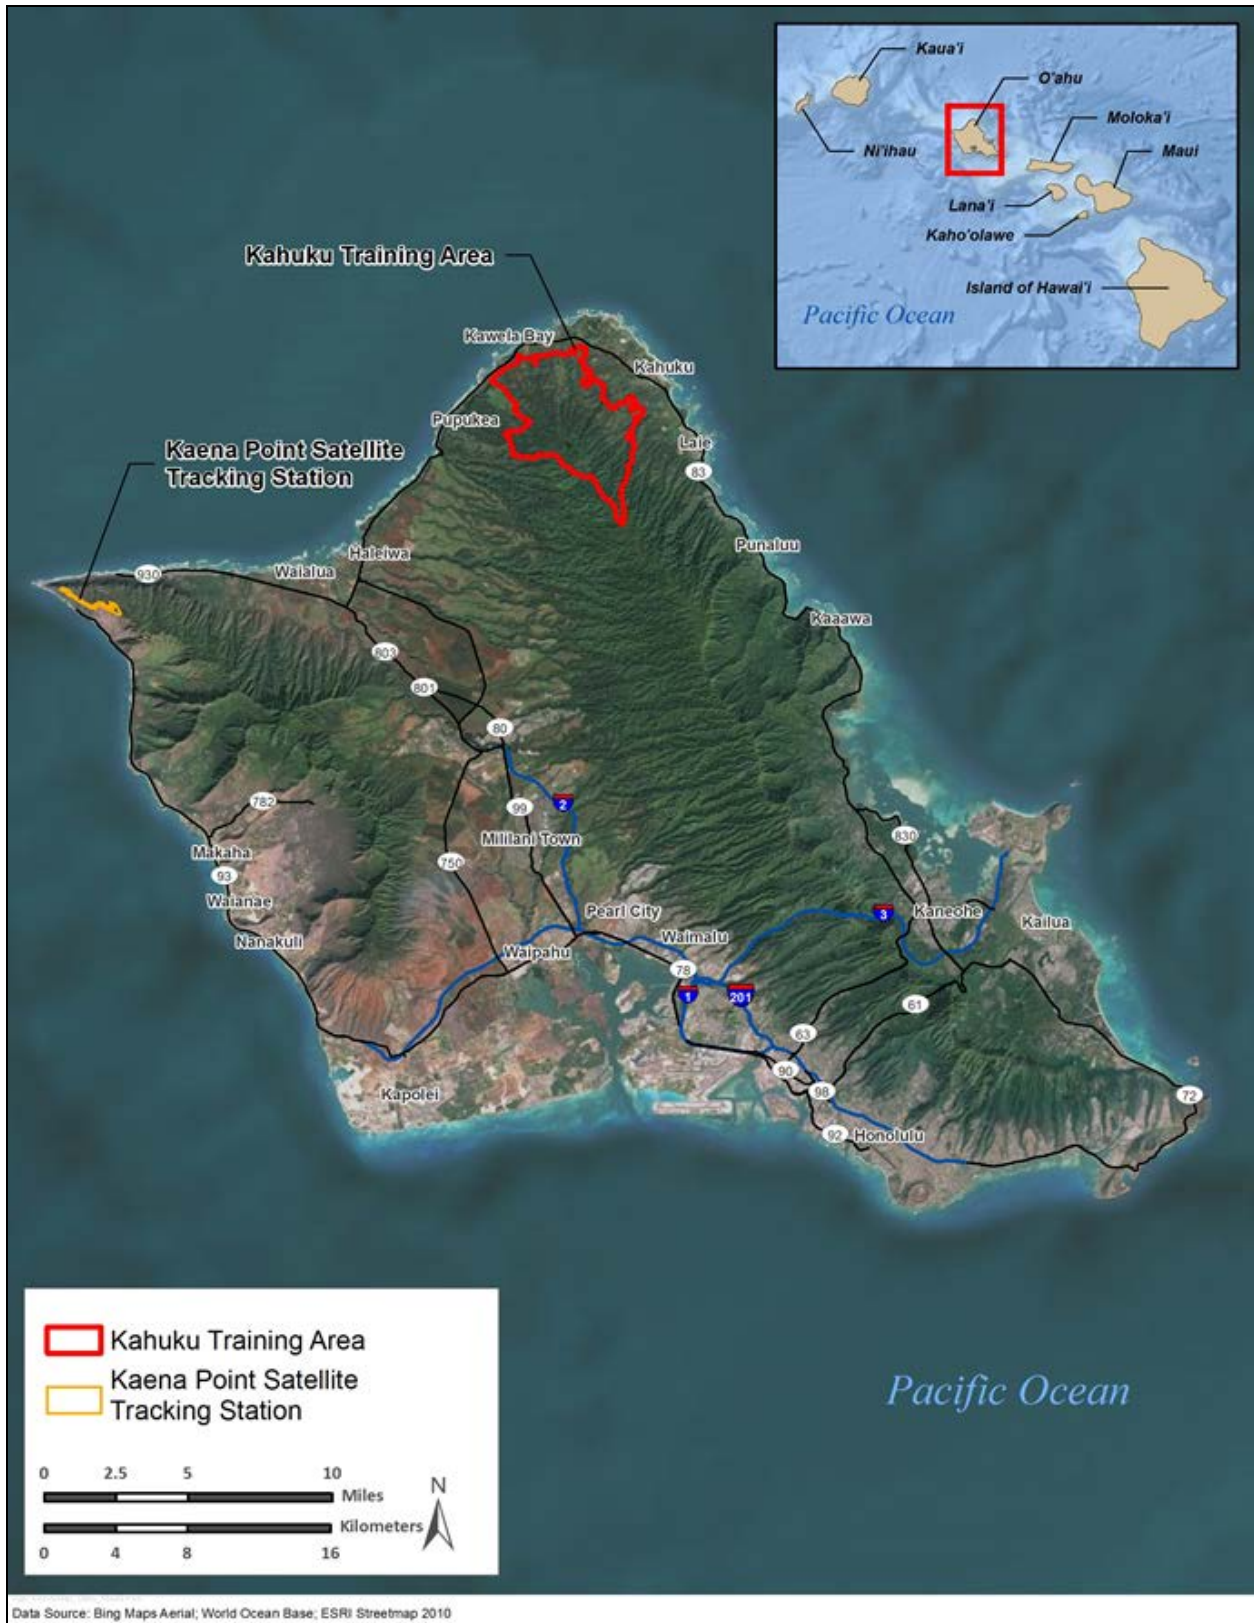 Kaua'i
O'ahu
Moloka'i
Ni'ihau
Maui
Lana'i
Kaho'olawe
Island of Hawai'i
Pacific Ocean
Kahuku Training Area
Kawela Bay
Kahuku
Pupukea
Laie
83
Kaena Point Satellite
Tracking Station
Punaluu
Haleiwa
Waialua
930
Kaaawa
803
801
80
2
782
99
Mililani Town
830
Makaha
750
93
Waianae
Pearl City
3
Kaneohe
Kailua
Nanakuli
Waimalu
Waipahu
78
1
201
61
63
90
98
Kapolei
72
92
Honolulu
Kahuku Training Area
Kaena Point Satellite
Tracking Station
Pacific Ocean
0 2.5 5 10
Miles
N
Kilometers
0 4 8 16
Data Source: Bing Maps Aerial; World Ocean Base; ESRI Streetmap 2010